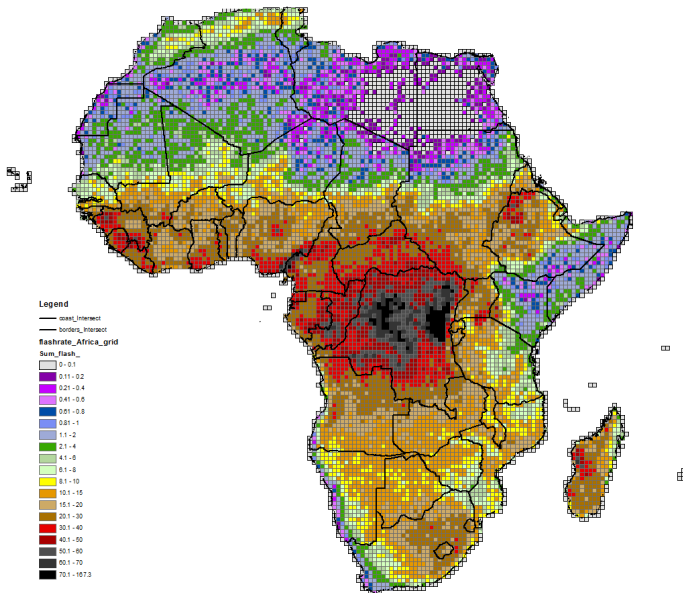 Legend
coast_Intersect
borders_Intersect
flashrate_Africa_grid
Sum_flash_
0 - 0.1
0.11 - 0.2
0.21 - 0.4
0.41 - 0.6
0.61 - 0.8
0.81 - 1
1.1 - 2
2.1 - 4
4.1 - 6
6.1 - 8
8.1 - 10
10.1 - 15
15.1 - 20
20.1 - 30
30.1 - 40
40.1 - 50
50.1 - 60
60.1 - 70
70.1 - 167.3